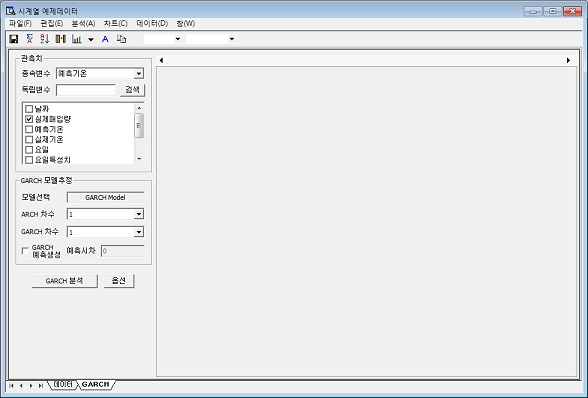 시계열 예제데이터
파일(F) 편집(E) 분석(A) 차트(C) 데이터(D) 창(W)
관측치
종속변수 예측기온
독립변수 검색
날짜
실제매입량
예측기온
실제기온
요일
요일특성치
GARCH 모델추정
모델선택 GARCH Model
ARCH 차수 1
GARCH 차수 1
GARCH
예측생성 예측시차 0
GARCH 분석 옵션
데이터 GARCH